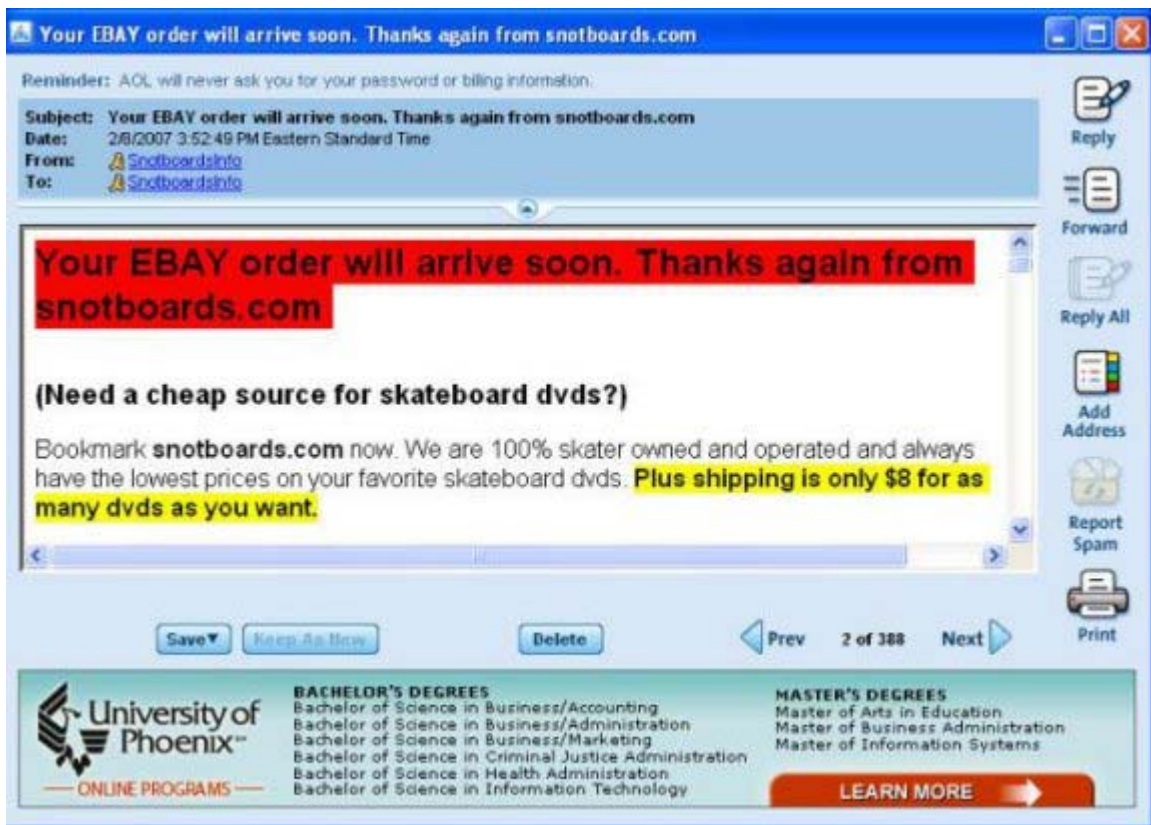 Your EBAY order will arrive soon. Thanks again from snotboards.com
Reminder: AOL will never ask you for your password or billing information.
Subject: Your EBAY order will arrive soon. Thanks again from snotboards.com
Date: 2/8/2007 3:52:49 PM Eastern Standard Time
From: SnotboardsInfo
To: SnotboardsInfo
Your EBAY order will arrive soon. Thanks again from
snotboards.com
(Need a cheap source for skateboard dvds?)
Bookmark snotboards.com now. We are 100% skater owned and operated and always
have the lowest prices on your favorite skateboard dvds. Plus shipping is only $8 for as
many dvds as you want.
Reply
Forward
Reply All
Add
Address
Report
Spam
Print
Save
Keep As New
Delete
Prev 2 of 388 Next
University of
Phoenix
ONLINE PROGRAMS
BACHELOR'S DEGREES
Bachelor of Science in Business/Accounting
Bachelor of Science in Business/Administration
Bachelor of Science in Business/Marketing
Bachelor of Science in Criminal Justice Administration
Bachelor of Science in Health Administration
Bachelor of Science in Information Technology
MASTER'S DEGREES
Master of Arts in Education
Master of Business Administration
Master of Information Systems
LEARN MORE